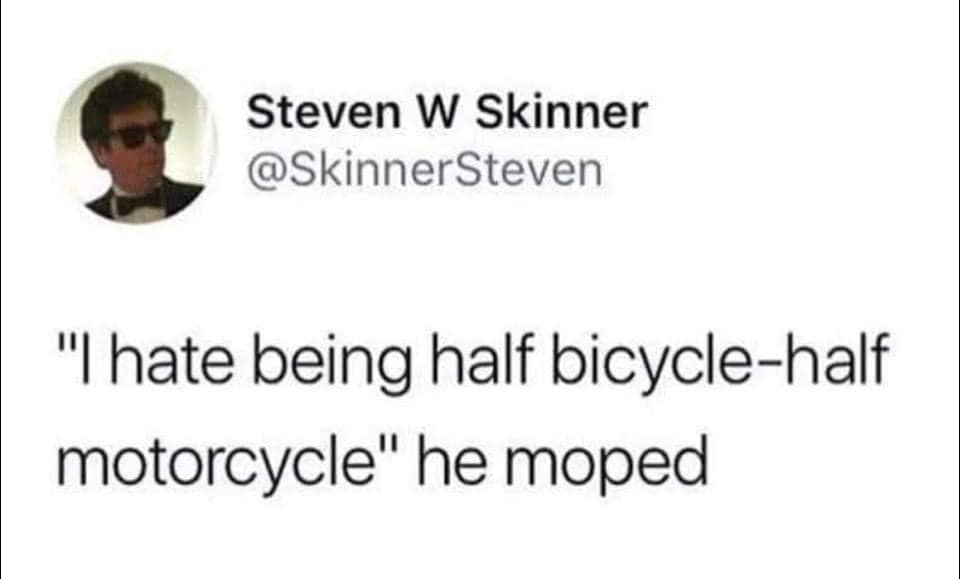 Steven W Skinner
@SkinnerSteven
"I hate being half bicycle-half
motorcycle" he moped